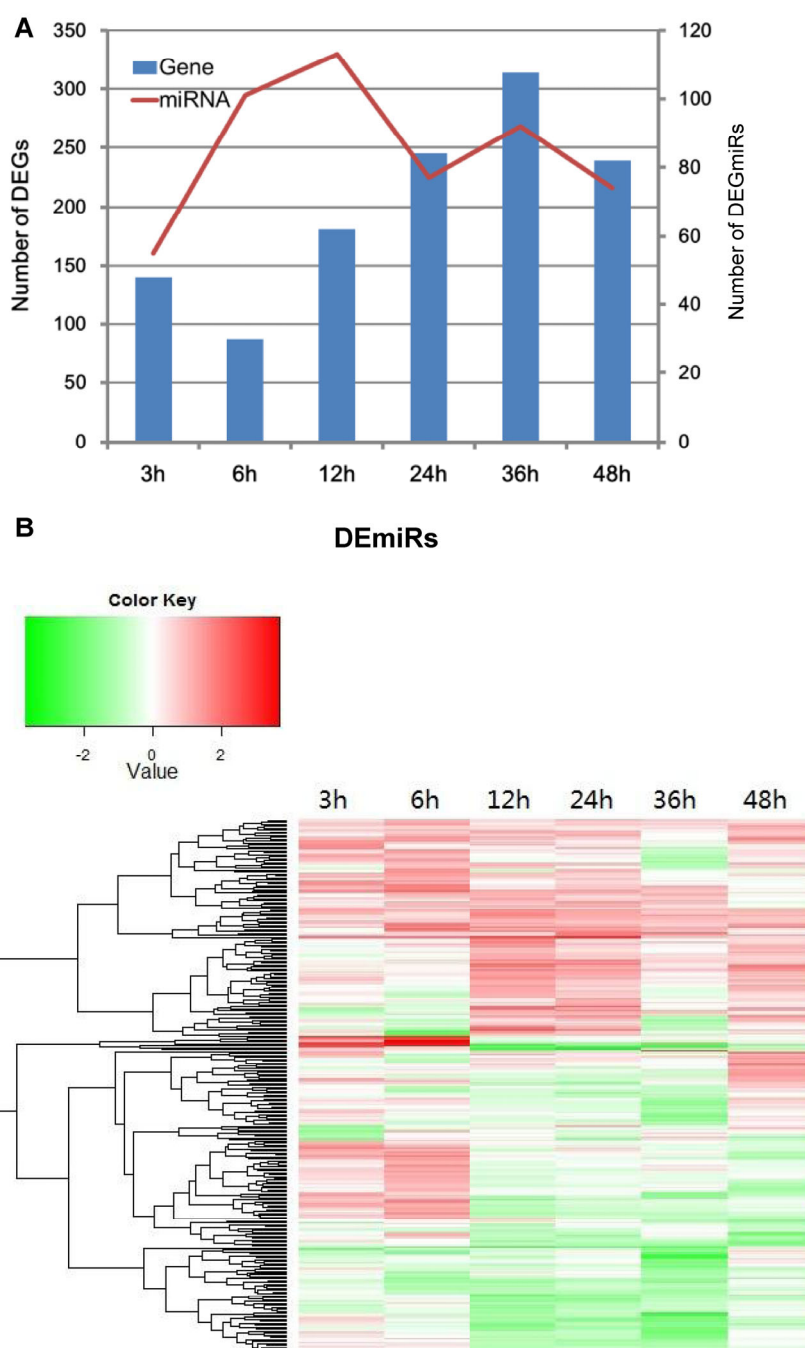 A
350
300
250
200
150
100
50
0
Number of DEGs
Gene
miRNA
120
100
80
60
40
20
0
Number of DEGmiRs
3h 6h 12h 24h 36h 48h
B
DEmiRs
Color Key
-2 0 2
Value
3h 6h 12h 24h 36h 48h